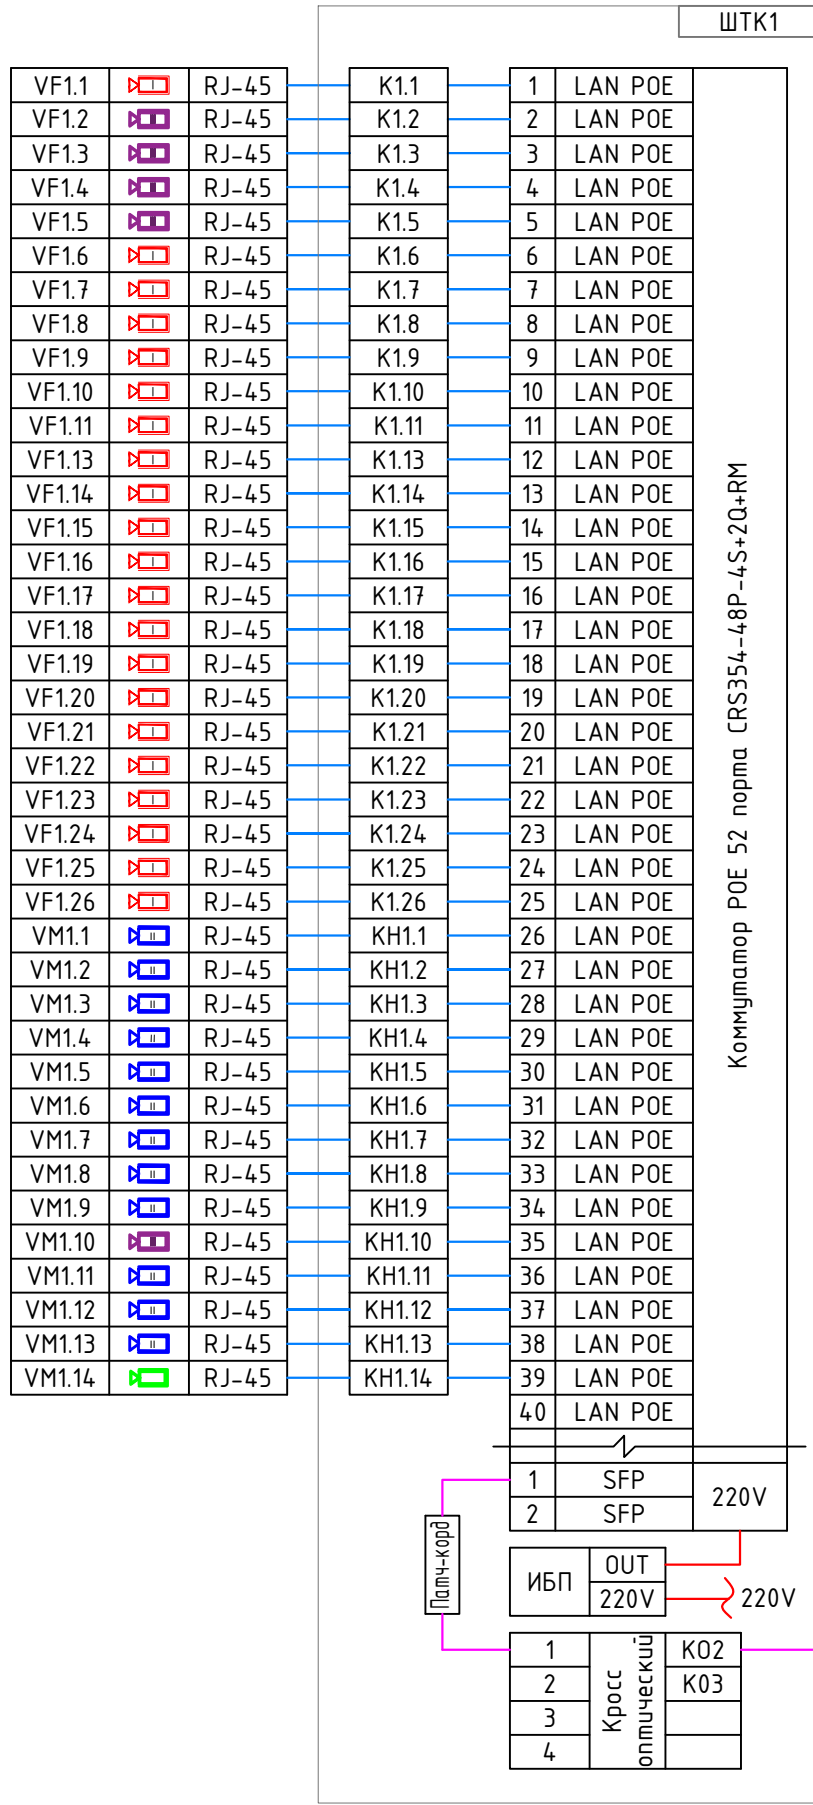 ШТК1
VF1.1 RJ-45 K1.1 1 LAN POE
VF1.2 RJ-45 K1.2 2 LAN POE
VF1.3 RJ-45 K1.3 3 LAN POE
VF1.4 RJ-45 K1.4 4 LAN POE
VF1.5 RJ-45 K1.5 5 LAN POE
VF1.6 RJ-45 K1.6 6 LAN POE
VF1.7 RJ-45 K1.7 7 LAN POE
VF1.8 RJ-45 K1.8 8 LAN POE
VF1.9 RJ-45 K1.9 9 LAN POE
VF1.10 RJ-45 K1.10 10 LAN POE
VF1.11 RJ-45 K1.11 11 LAN POE
VF1.13 RJ-45 K1.13 12 LAN POE
VF1.14 RJ-45 K1.14 13 LAN POE
VF1.15 RJ-45 K1.15 14 LAN POE
VF1.16 RJ-45 K1.16 15 LAN POE
VF1.17 RJ-45 K1.17 16 LAN POE
VF1.18 RJ-45 K1.18 17 LAN POE
VF1.19 RJ-45 K1.19 18 LAN POE
VF1.20 RJ-45 K1.20 19 LAN POE
VF1.21 RJ-45 K1.21 20 LAN POE
VF1.22 RJ-45 K1.22 21 LAN POE
VF1.23 RJ-45 K1.23 22 LAN POE
VF1.24 RJ-45 K1.24 23 LAN POE
VF1.25 RJ-45 K1.25 24 LAN POE
VF1.26 RJ-45 K1.26 25 LAN POE
VM1.1 RJ-45 KH1.1 26 LAN POE
VM1.2 RJ-45 KH1.2 27 LAN POE
VM1.3 RJ-45 KH1.3 28 LAN POE
VM1.4 RJ-45 KH1.4 29 LAN POE
VM1.5 RJ-45 KH1.5 30 LAN POE
VM1.6 RJ-45 KH1.6 31 LAN POE
VM1.7 RJ-45 KH1.7 32 LAN POE
VM1.8 RJ-45 KH1.8 33 LAN POE
VM1.9 RJ-45 KH1.9 34 LAN POE
VM1.10 RJ-45 KH1.10 35 LAN POE
VM1.11 RJ-45 KH1.11 36 LAN POE
VM1.12 RJ-45 KH1.12 37 LAN POE
VM1.13 RJ-45 KH1.13 38 LAN POE
VM1.14 RJ-45 KH1.14 39 LAN POE
40 LAN POE
Коммутатор POE 52 порта CRS354-48P-4S+2Q+RM
1 SFP
2 SFP
220V
Патч-корд
ИБП
OUT
220V
220V
1
2
3
4
Кросс
оптический
КО2
КО3